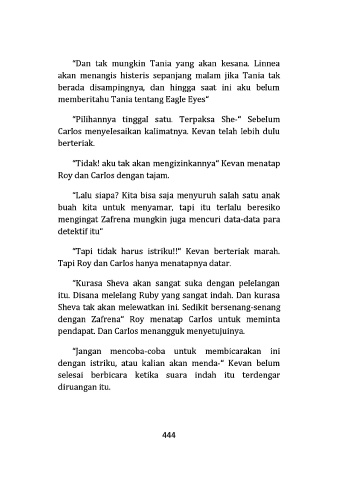 "Dan tak mungkin Tania yang akan kesana. Linnea
akan menangis histeris sepanjang malam jika Tania tak
berada disampingnya, dan hingga saat ini aku belum
memberitahu Tania tentang Eagle Eyes"
"Pilihannya tinggal satu. Terpaksa She-" Sebelum
Carlos menyelesaikan kalimatnya. Kevan telah lebih dulu
berteriak.
"Tidak! aku tak akan mengizinkannya" Kevan menatap
Roy dan Carlos dengan tajam.
"Lalu siapa? Kita bisa saja menyuruh salah satu anak
buah kita untuk menyamar, tapi itu terlalu beresiko
mengingat Zafrena mungkin juga mencuri data-data para
detektif itu"
"Tapi tidak harus istriku!!" Kevan berteriak marah.
Tapi Roy dan Carlos hanya menatapnya datar.
"Kurasa Sheva akan sangat suka dengan pelelangan
itu. Disana melelang Ruby yang sangat indah. Dan kurasa
Sheva tak akan melewatkan ini. Sedikit bersenang-senang
dengan Zafrena" Roy menatap Carlos untuk meminta
pendapat. Dan Carlos menangguk menyetujuinya.
"Jangan mencoba-coba untuk membicarakan ini
dengan istriku, atau kalian akan menda-" Kevan belum
selesai berbicara ketika suara indah itu terdengar
diruangan itu.
444